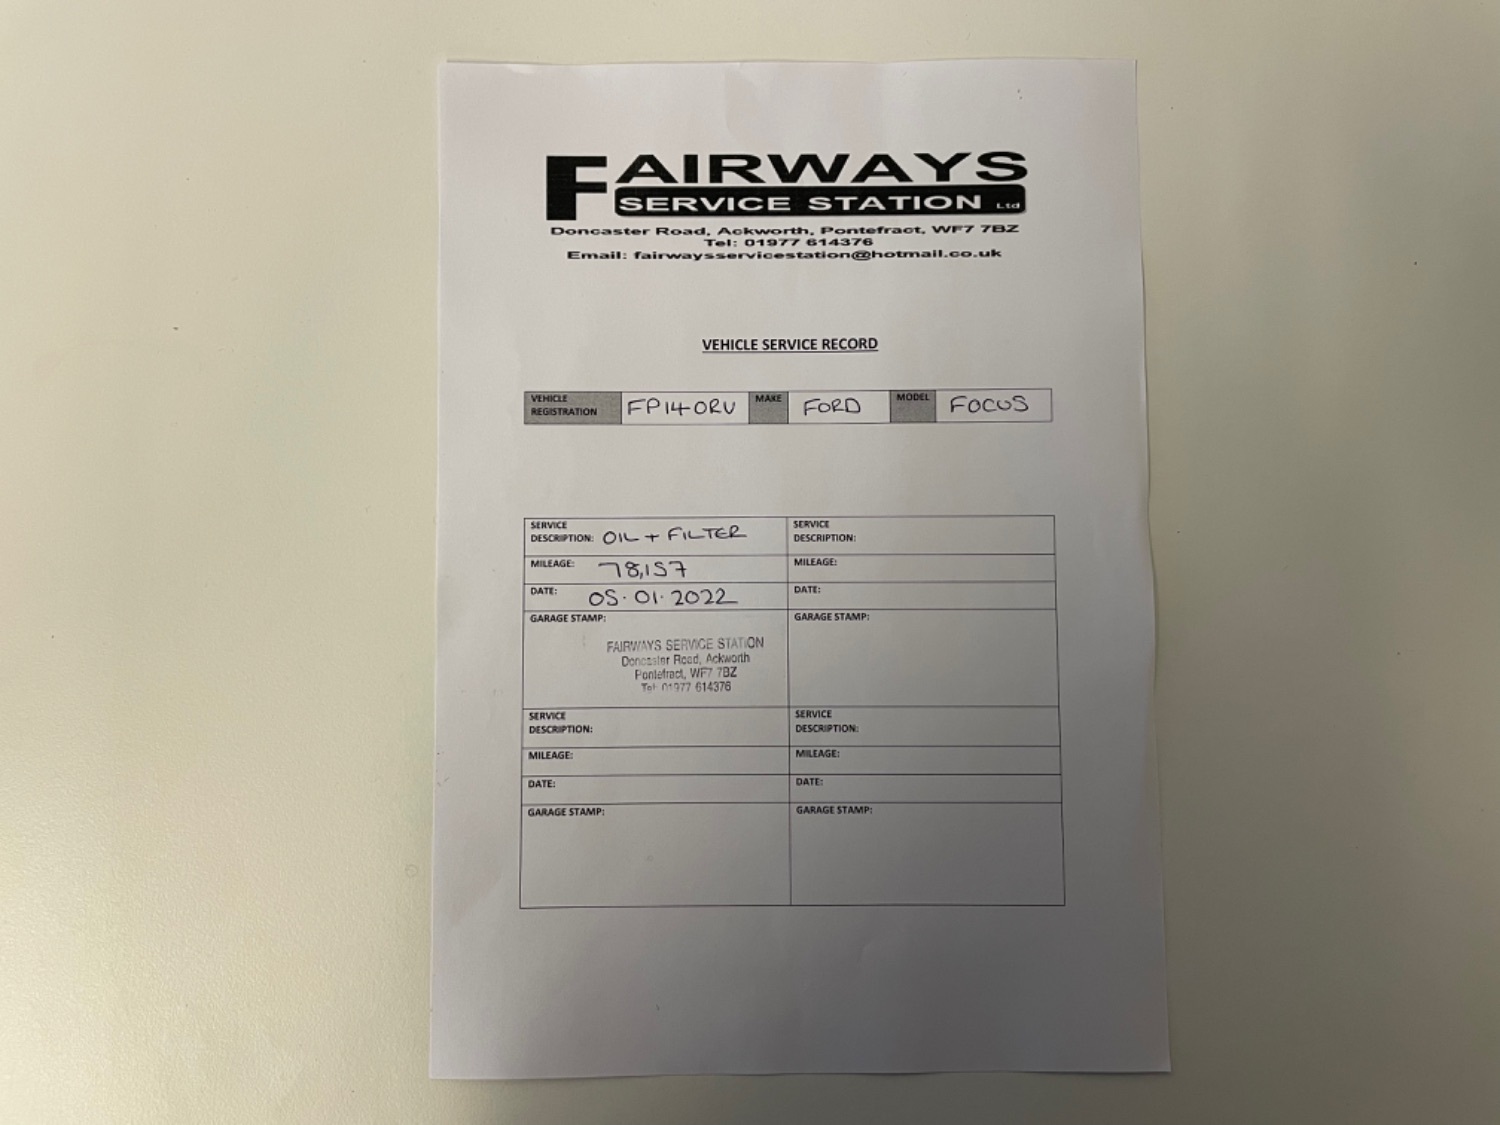 FAIRWAYS
SERVICE STATION Ltd
Doncaster Road, Ackworth, Pontefract, WF7 7BZ
Tel: 01977 614376
Email: fairwaysservicestation@hotmail.co.uk
VEHICLE SERVICE RECORD
VEHICLE REGISTRATION FP14 ORV MAKE FORD MODEL FOCUS
SERVICE
DESCRIPTION: OIL + FILTER
MILEAGE: 78,157
DATE: 05.01.2022
GARAGE STAMP:
FAIRWAYS SERVICE STATION
Doncaster Road, Ackworth
Pontefract, WF7 7BZ
Tel: 01977 614376
SERVICE
DESCRIPTION:
MILEAGE:
DATE:
GARAGE STAMP:
SERVICE
DESCRIPTION:
MILEAGE:
DATE:
GARAGE STAMP:
SERVICE
DESCRIPTION:
MILEAGE:
DATE:
GARAGE STAMP: